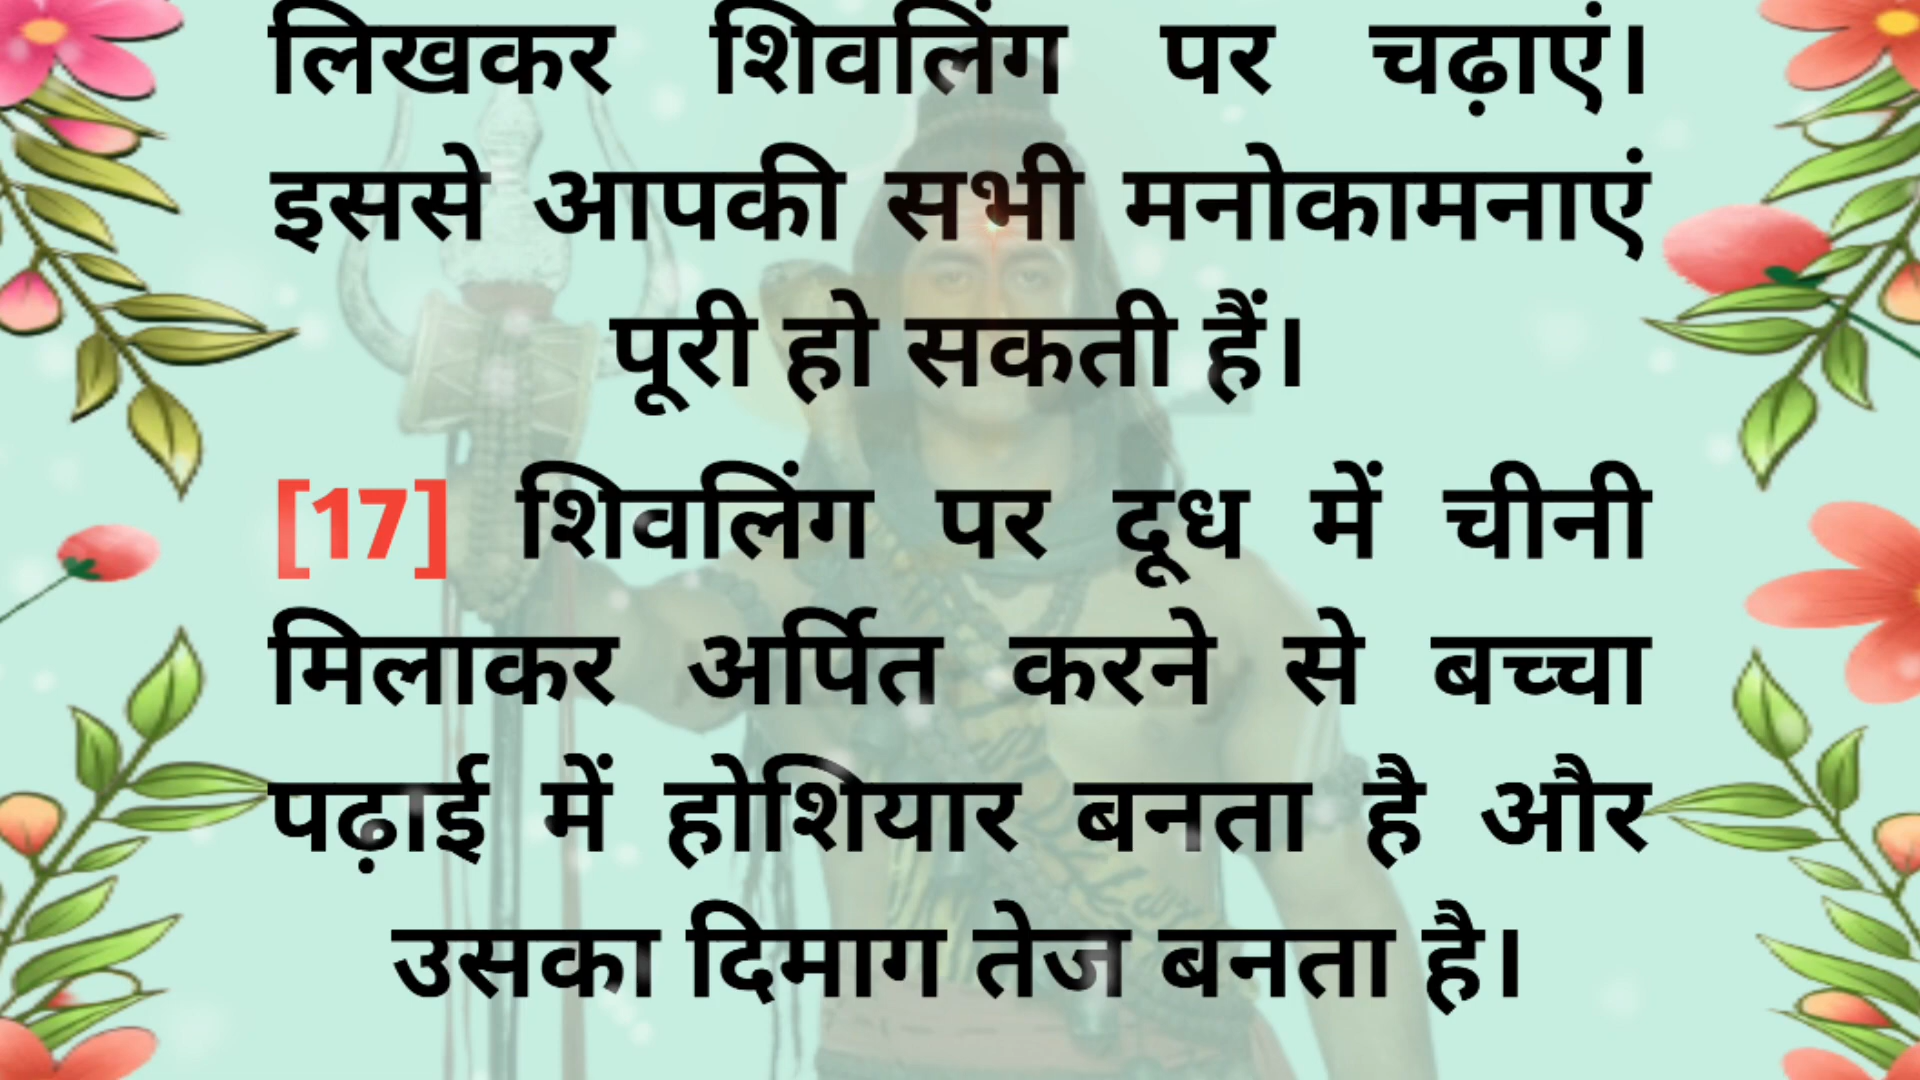 लिखकर शिवलिंग पर चढ़ाएं।
इससे आपकी सभी मनोकामनाएं
पूरी हो सकती हैं।
[17] शिवलिंग पर दूध में चीनी
मिलाकर अर्पित करने से बच्चा
पढ़ाई में होशियार बनता है और
उसका दिमाग तेज बनता है।